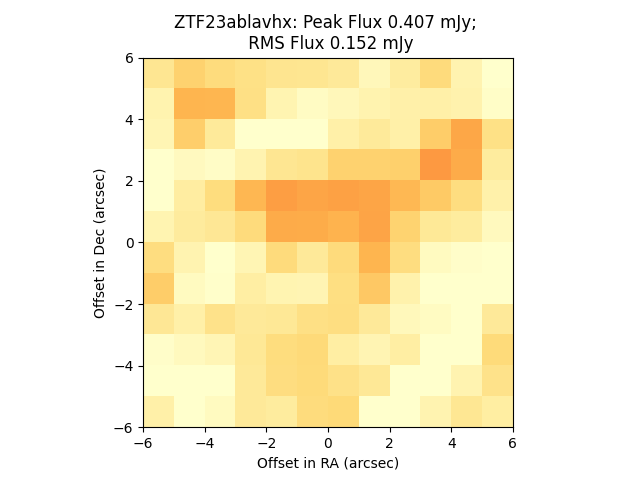 ZTF23ablavhx: Peak Flux 0.407 mJy;
RMS Flux 0.152 mJy
6
4
2
0
−2
−4
−6
Offset in Dec (arcsec)
−6 −4 −2 0 2 4 6
Offset in RA (arcsec)